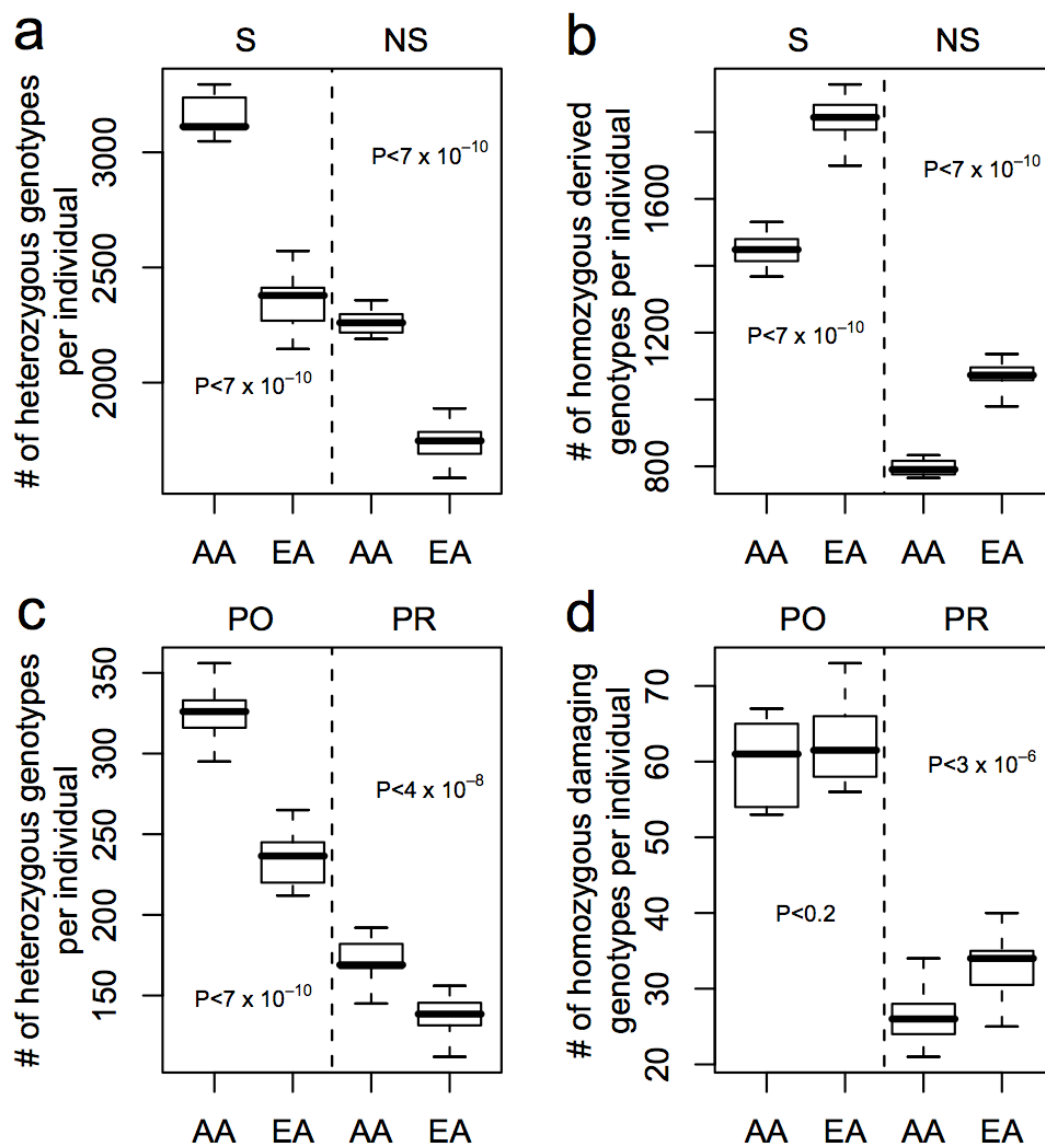 a
S NS
# of heterozygous genotypes
per individual
3000
2500
2000
P<7 x 10⁻¹⁰
P<7 x 10⁻¹⁰
AA EA AA EA
b
S NS
# of homozygous derived
genotypes per individual
1600
1200
800
P<7 x 10⁻¹⁰
P<7 x 10⁻¹⁰
AA EA AA EA
c
PO PR
# of heterozygous genotypes
per individual
350
300
250
200
150
P<4 x 10⁻⁸
P<7 x 10⁻¹⁰
AA EA AA EA
d
PO PR
# of homozygous damaging
genotypes per individual
70
60
50
40
30
20
P<3 x 10⁻⁶
P<0.2
AA EA AA EA